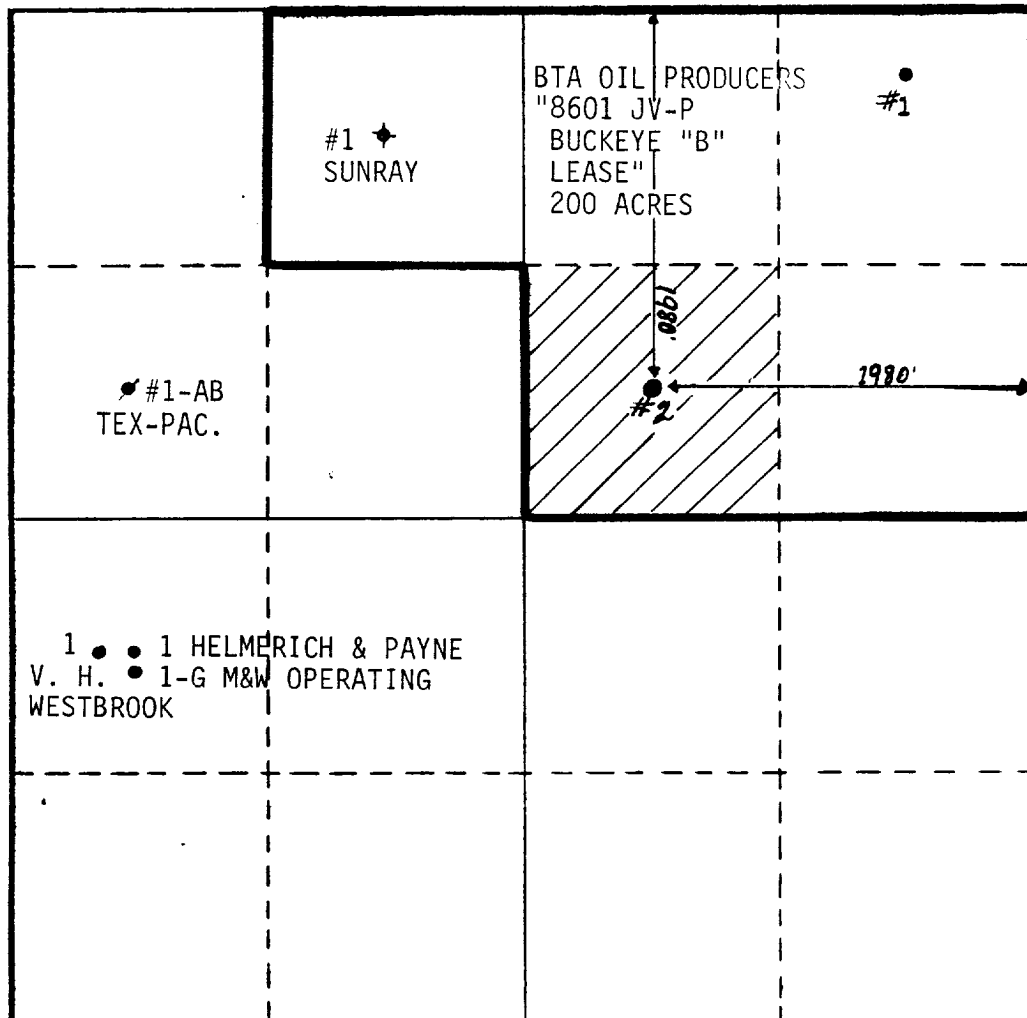 BTA OIL PRODUCERS
"8601 JV-P
BUCKEYE "B"
LEASE"
200 ACRES
#1
#1
SUNRAY
1980'
1980'
#2
#1-AB
TEX-PAC.
1 1 HELMERICH & PAYNE
V. H. 1-G M&W OPERATING
WESTBROOK